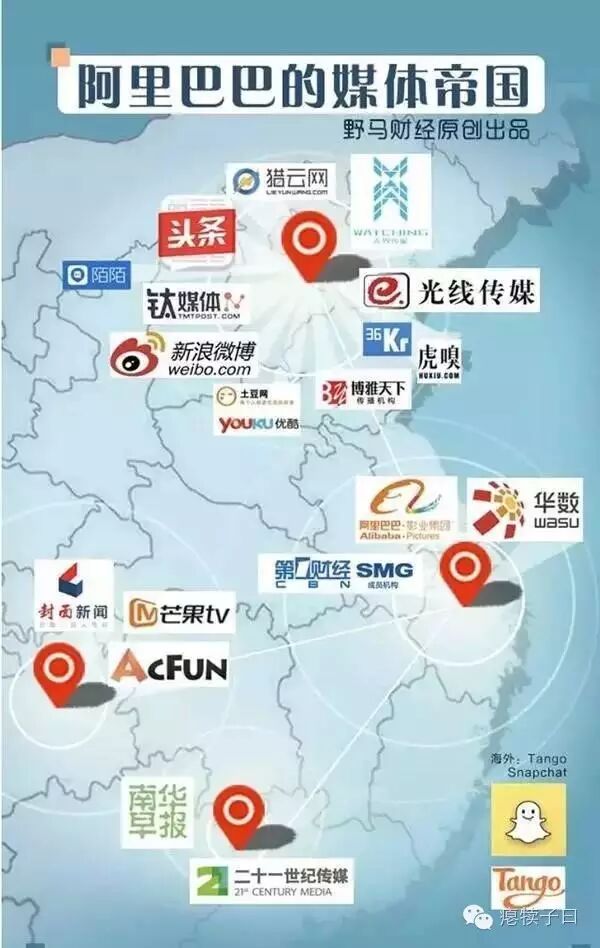 阿里巴巴的媒体帝国
野马财经原创出品
猎云网
LIEYUNWANG.COM
WATCHING
头条
陌陌
钛媒体
TMTPOST.COM
光线传媒
新浪微博
weibo.com
36Kr
虎嗅
HUXIU.COM
土豆网
YOUKU优酷
博雅天下
传播机构
阿里巴巴·影业集团
Alibaba·Pictures
华数
wasu
第一财经
CBN
SMG
成员机构
封面新闻
芒果tv
ACFUN
南华早报
二十一世纪传媒
21st CENTURY MEDIA
海外：Tango
Snapchat
Tango
瘪犊子曰